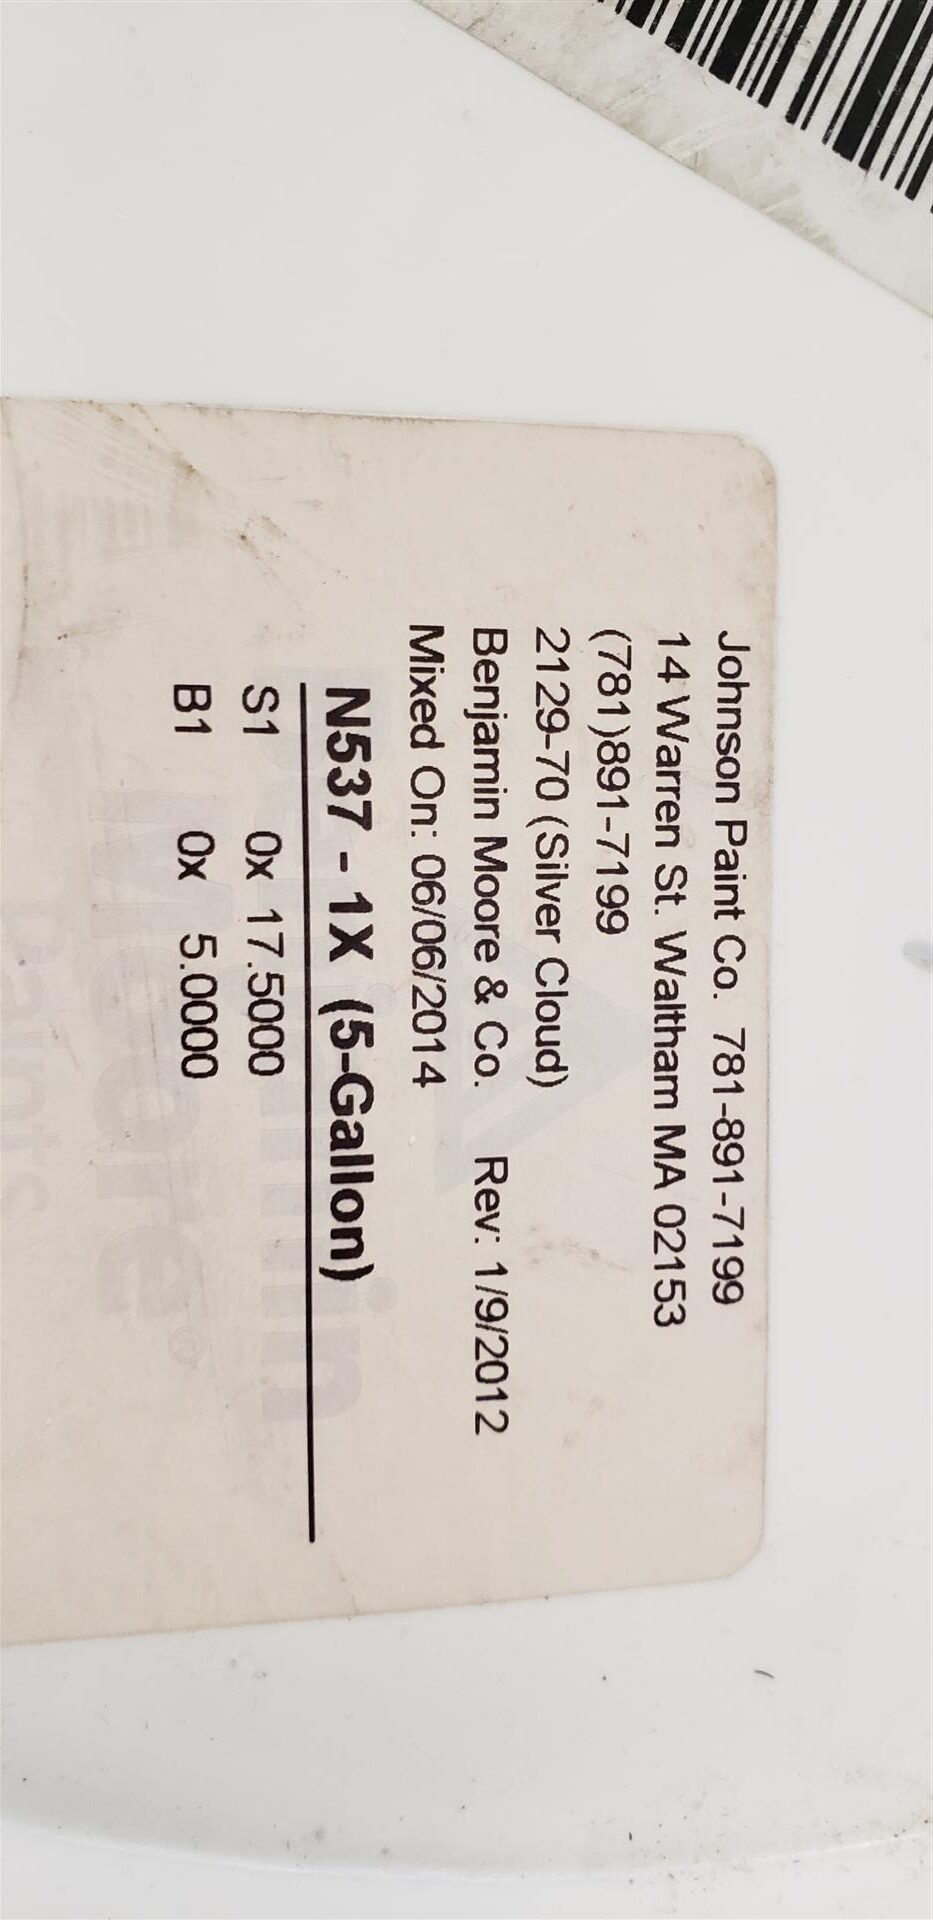 Johnson Paint Co. 781-891-7199
14 Warren St. Waltham MA 02153
(781)891-7199
2129-70 (Silver Cloud)
Benjamin Moore & Co. Rev: 1/9/2012
Mixed On: 06/06/2014
N537 - 1X (5-Gallon)
S1 0x 17.5000
B1 0x 5.0000